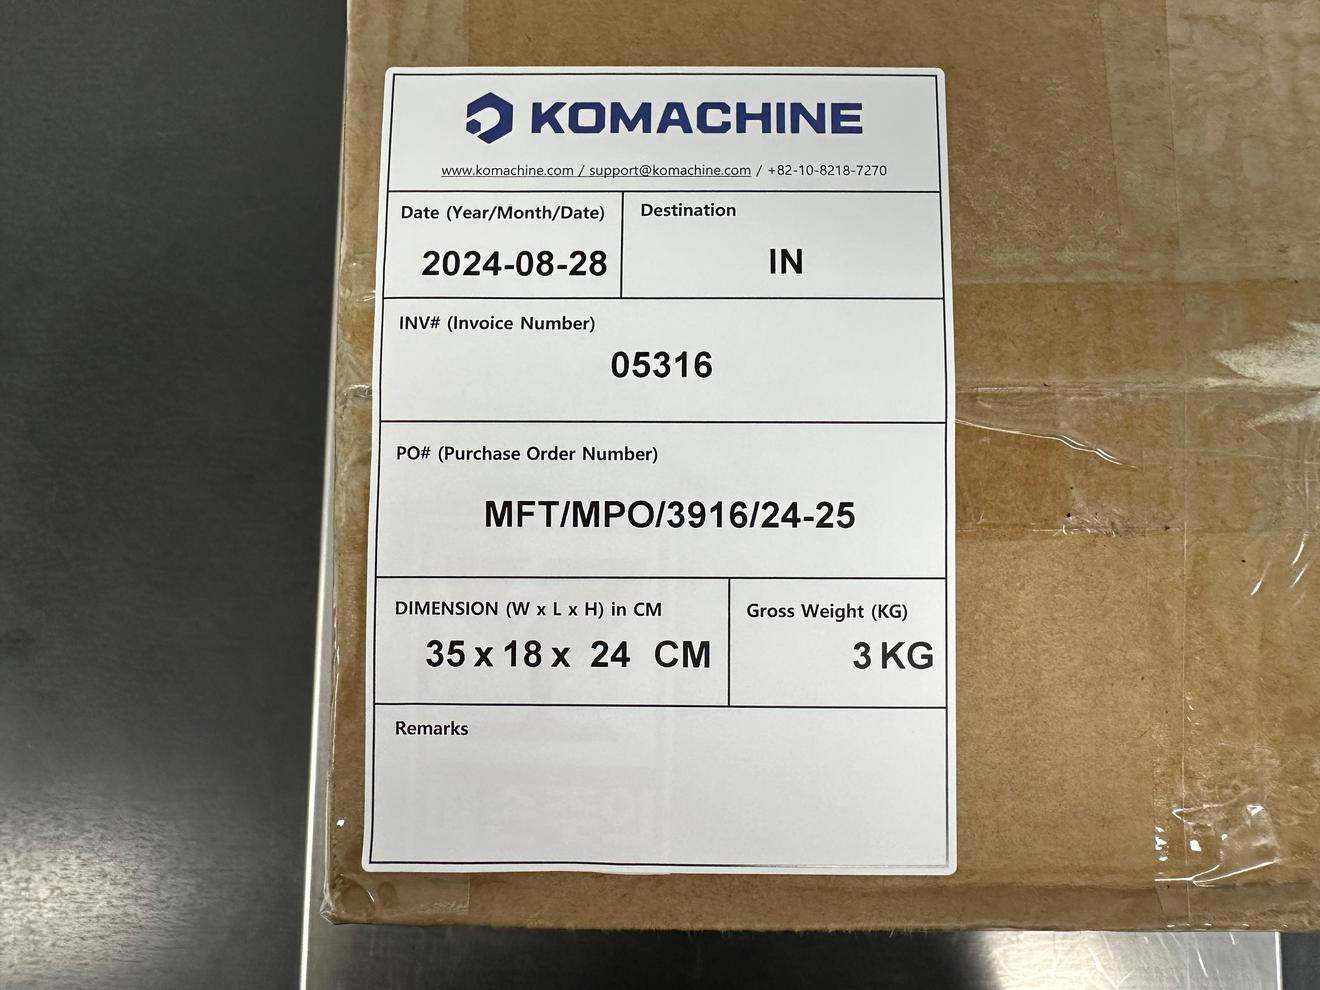 KOMACHINE
www.komachine.com / support@komachine.com / +82-10-8218-7270
Date (Year/Month/Date)
2024-08-28
Destination
IN
INV# (Invoice Number)
05316
PO# (Purchase Order Number)
MFT/MPO/3916/24-25
DIMENSION (W x L x H) in CM
35 x 18 x 24 CM
Gross Weight (KG)
3 KG
Remarks